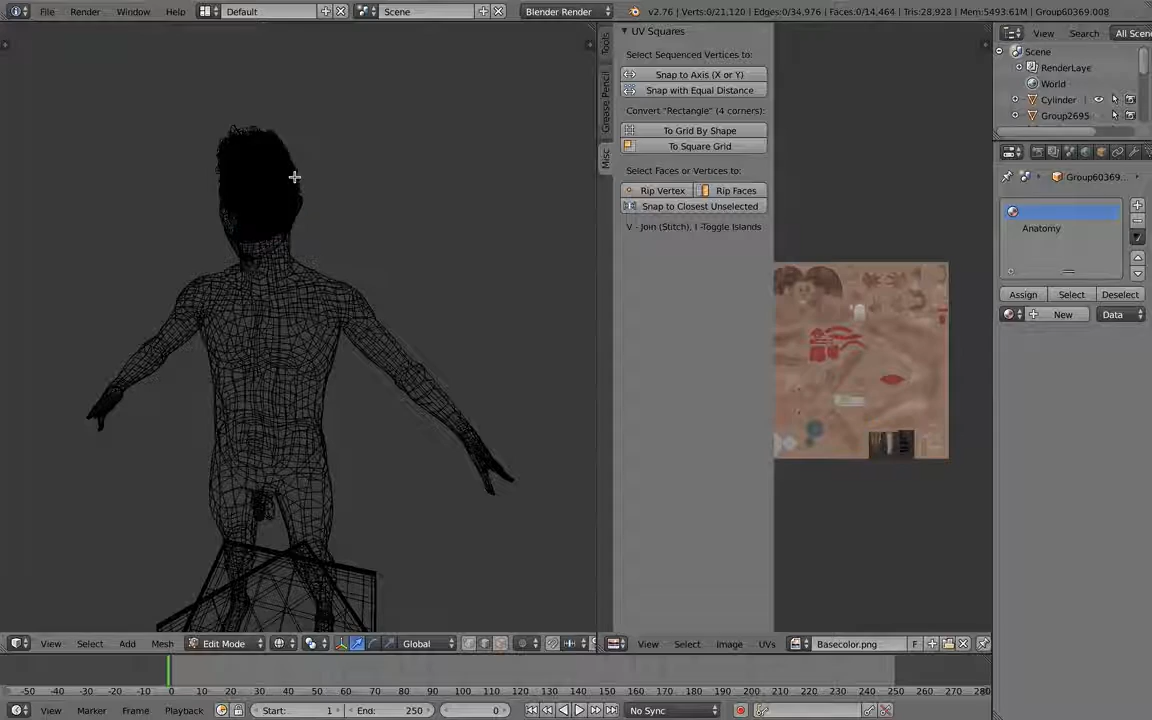 File Render Window Help Default Scene Blender Render v2.76 | Verts:0/21,120 | Edges:0/34,976 | Faces:0/14,464 | Tris:28,928 | Mem:5493.61M | Group60369.008
Tools
Grease Pencil
Misc
UV Squares
Select Sequenced Vertices to:
Snap to Axis (X or Y)
Snap with Equal Distance
Convert "Rectangle" (4 corners):
To Grid By Shape
To Square Grid
Select Faces or Vertices to:
Rip Vertex Rip Faces
Snap to Closest Unselected
V - Join (Stitch), I -Toggle Islands
View Search All Scen
Scene
RenderLaye
World
Cylinder
Group2695
Group60369...
Anatomy
Assign Select Deselect
New Data
View Select Add Mesh Edit Mode Global
View Select Image UVs Basecolor.png F
-50 -40 -30 -20 -10 0 10 20 30 40 50 60 70 80 90 100 110 120 130 140 150 160 170 180 190 200 210 220 230 240 250 260 270 280
View Marker Frame Playback Start: 1 End: 250 0 No Sync